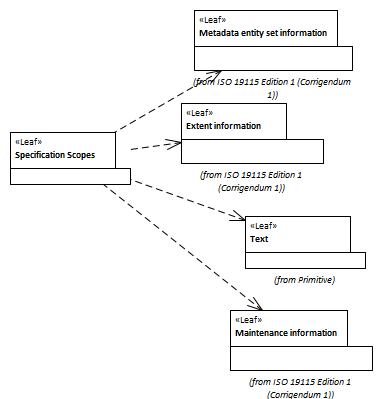 «Leaf»
Metadata entity set information
(from ISO 19115 Edition 1 (Corrigendum
1))
«Leaf»
Extent information
(from ISO 19115 Edition 1
(Corrigendum 1))
«Leaf»
Specification Scopes
«Leaf»
Text
(from Primitive)
«Leaf»
Maintenance information
(from ISO 19115 Edition 1
(Corrigendum 1))